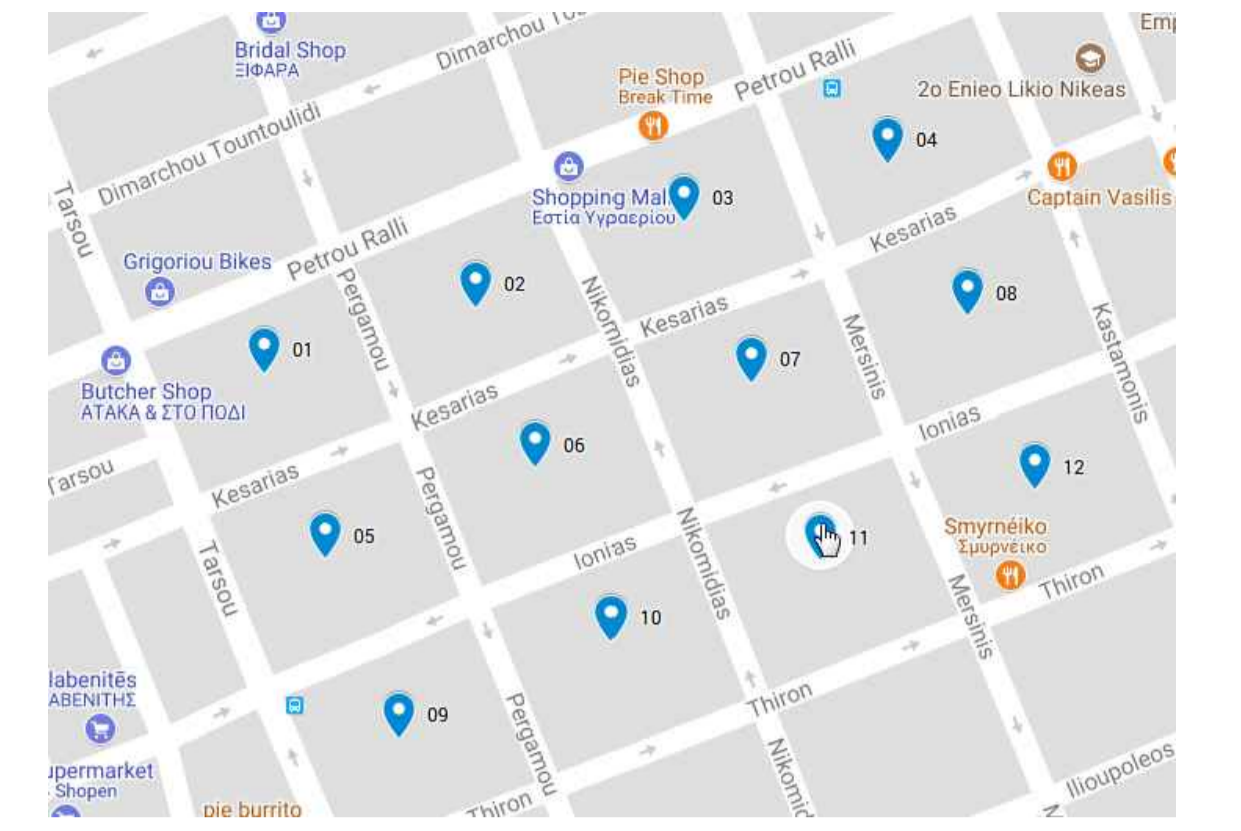 Dimarchou Tou
Emp
Bridal Shop
ΞΙΦΑΡΑ
Pie Shop
Break Time
Petrou Ralli
2o Enieo Likio Nikeas
04
Dimarchou Tountoulidi
Shopping Mal
Εστία Υγραερίου
03
Captain Vasilis
Tarsou
Kesarias
Petrou Ralli
Grigoriou Bikes
02
08
Pergamou
Nikomidias
Kesarias
Mersinis
Kastamonis
01
07
Butcher Shop
ΑΤΑΚΑ & ΣΤΟ ΠΟΔΙ
Kesarias
Ionias
06
12
Tarsou
Kesarias
Pergamou
05
Nikomidias
11
Smyrnéiko
Σμυρνέικο
Ionias
Tarsou
Thiron
Mersinis
10
labenitēs
ΑΒΕΝΙΤΗΣ
09
Thiron
Pergamou
Nikomid
upermarket
Shopen
Ilioupoleos
pie burrito
Thiron
N